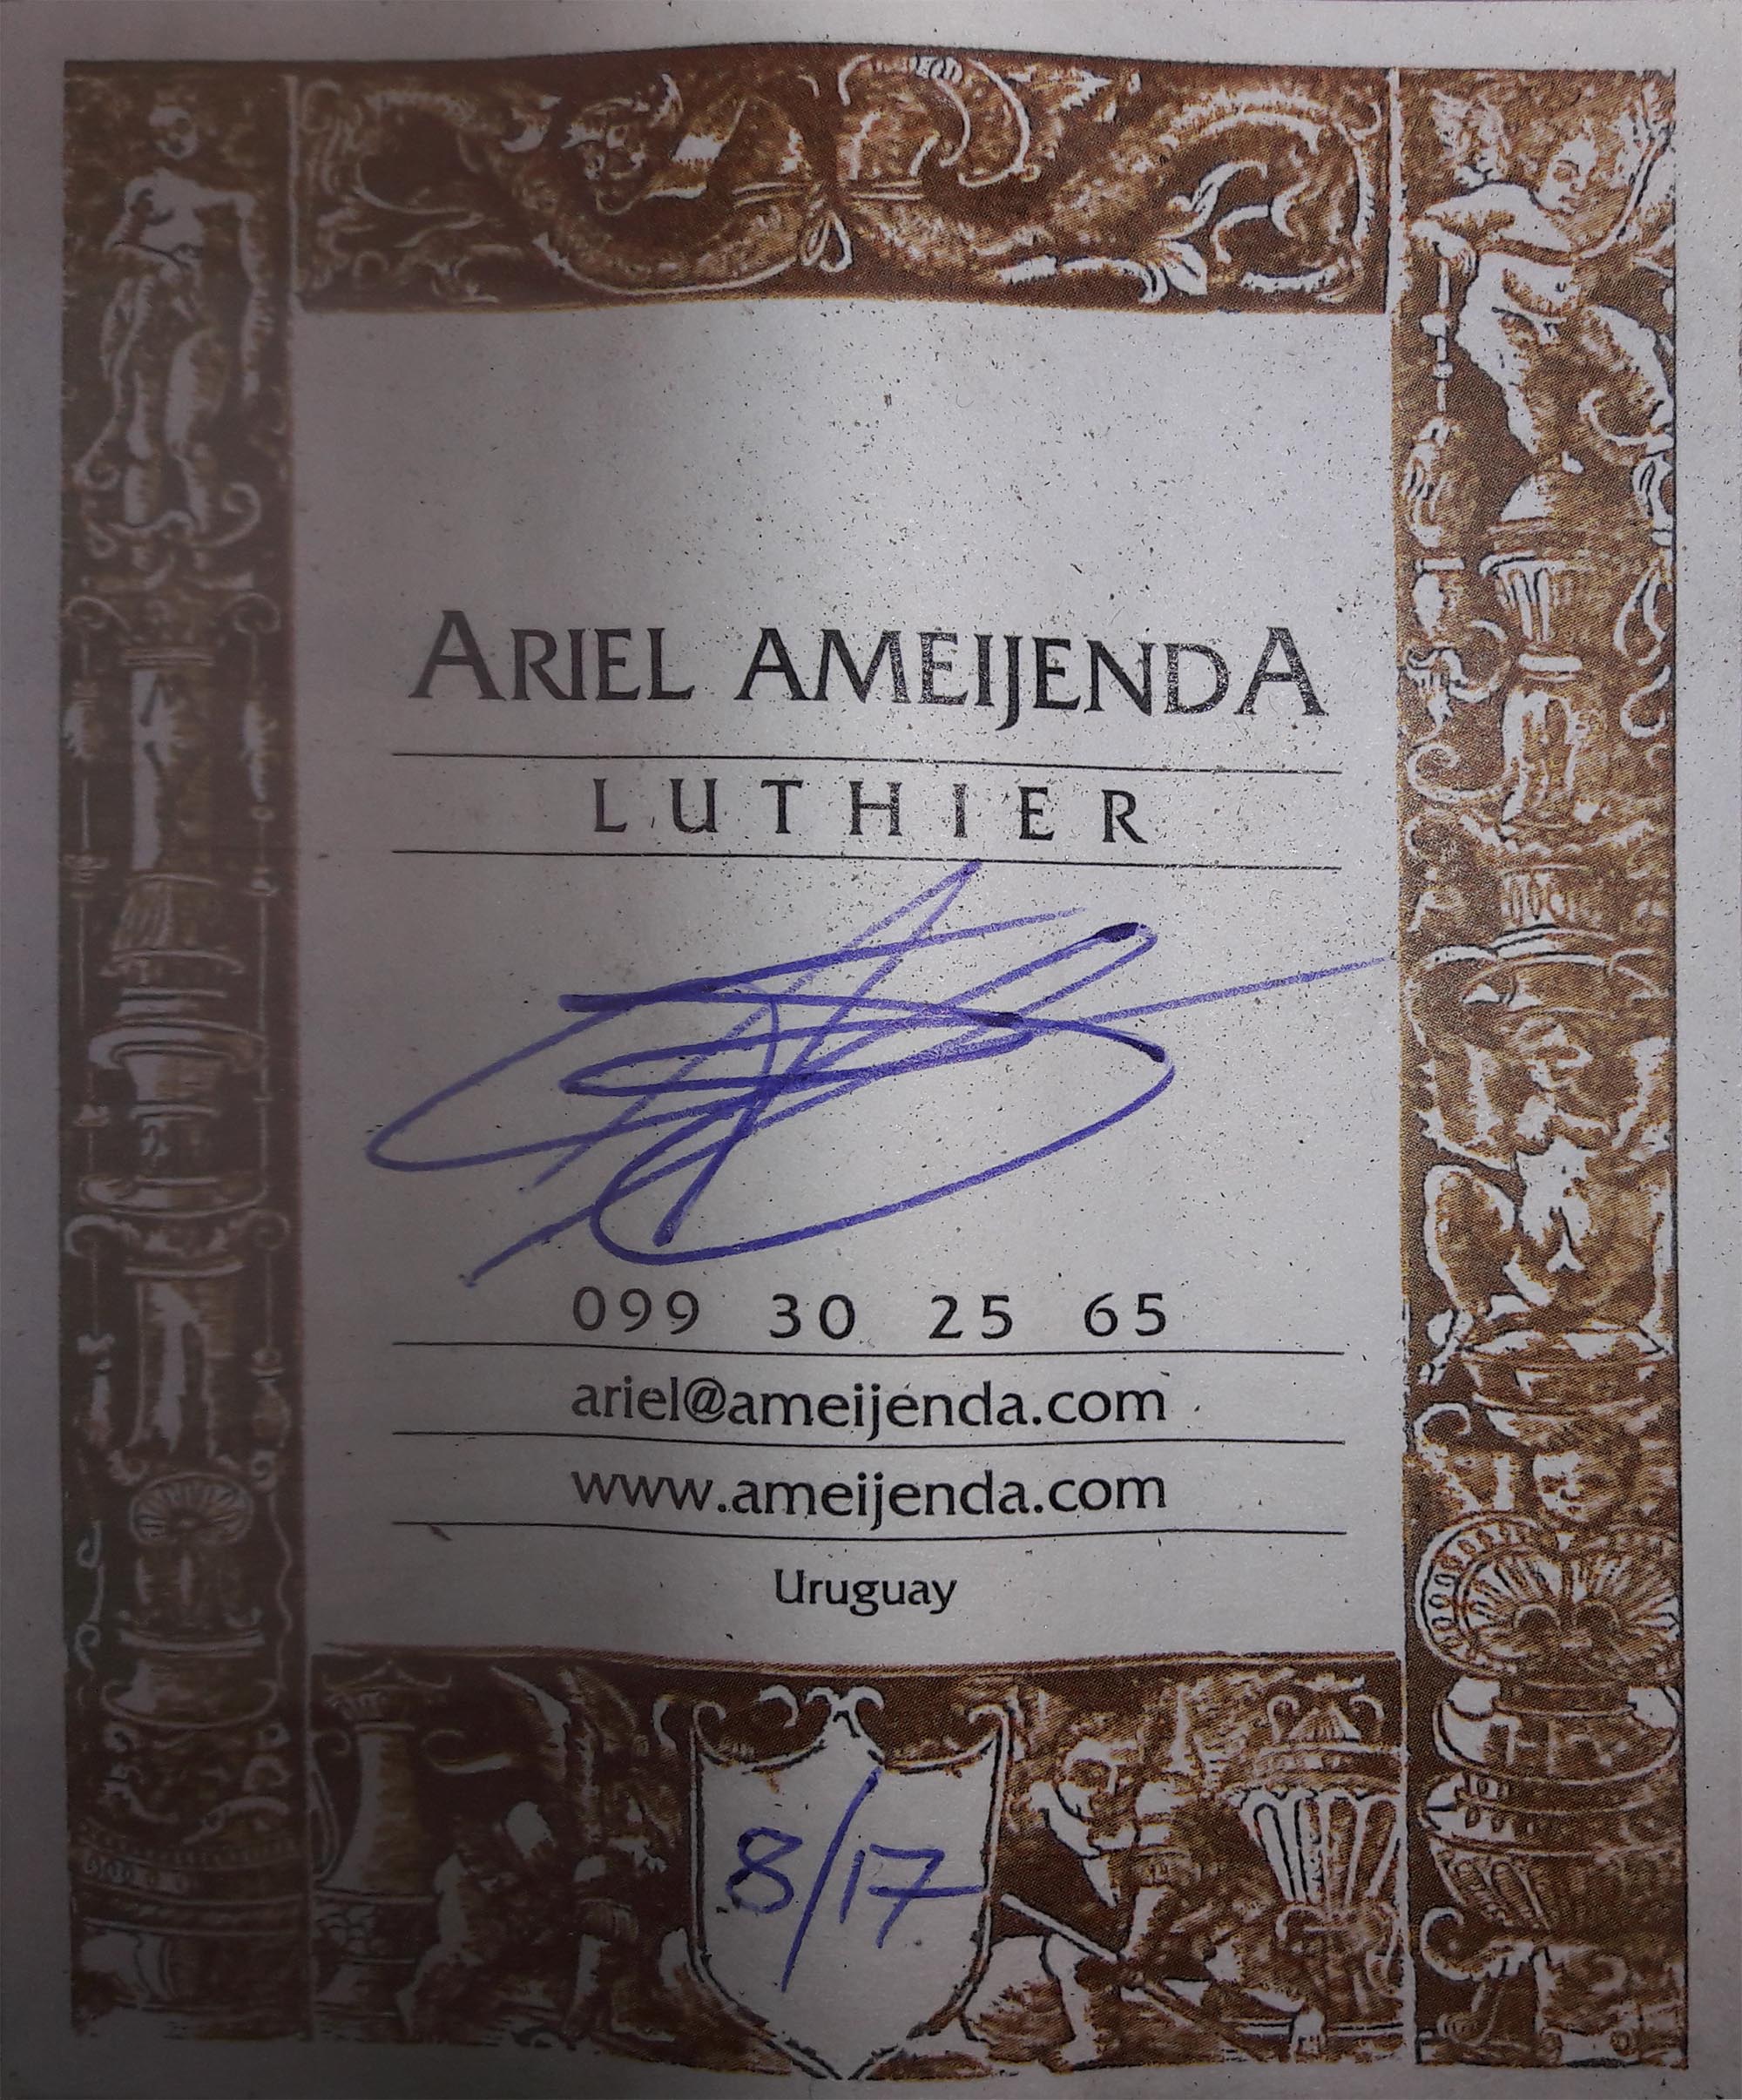 ARIEL AMEIJENDA
LUTHIER
099 30 25 65
ariel@ameijenda.com
www.ameijenda.com
Uruguay
8/17